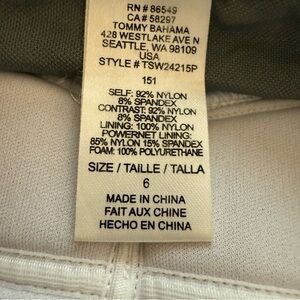 RN # 86549
CA # 58297
TOMMY BAHAMA
428 WESTLAKE AVE N
SEATTLE, WA 98109
USA
STYLE # TSW24215P
151
SELF: 92% NYLON
8% SPANDEX
CONTRAST: 92% NYLON
8% SPANDEX
LINING: 100% NYLON
POWERNET LINING:
85% NYLON 15% SPANDEX
FOAM: 100% POLYURETHANE
SIZE / TAILLE / TALLA
6
MADE IN CHINA
FAIT AUX CHINE
HECHO EN CHINA